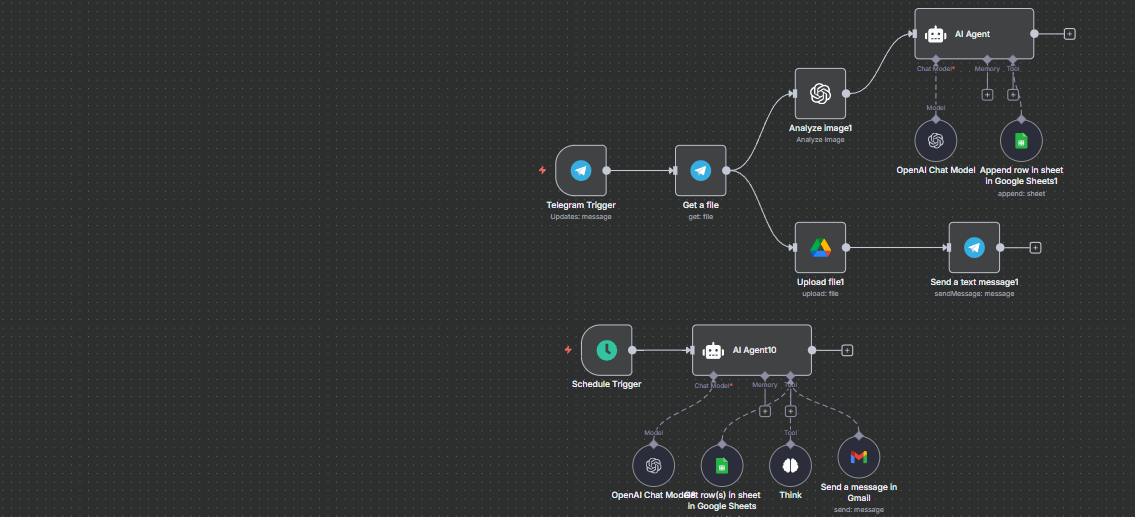 AI Agent
Chat Model*
Memory
Tool
Model
Analyze image1
Analyze Image
OpenAI Chat Model
Append row in sheet
in Google Sheets1
append: sheet
Telegram Trigger
Updates: message
Get a file
get: file
Upload file1
upload: file
Send a text message1
sendMessage: message
Schedule Trigger
AI Agent10
Chat Model*
Memory
Tool
Model
Tool
OpenAI Chat Model8
Get row(s) in sheet
in Google Sheets
Think
Send a message in
Gmail
send: message